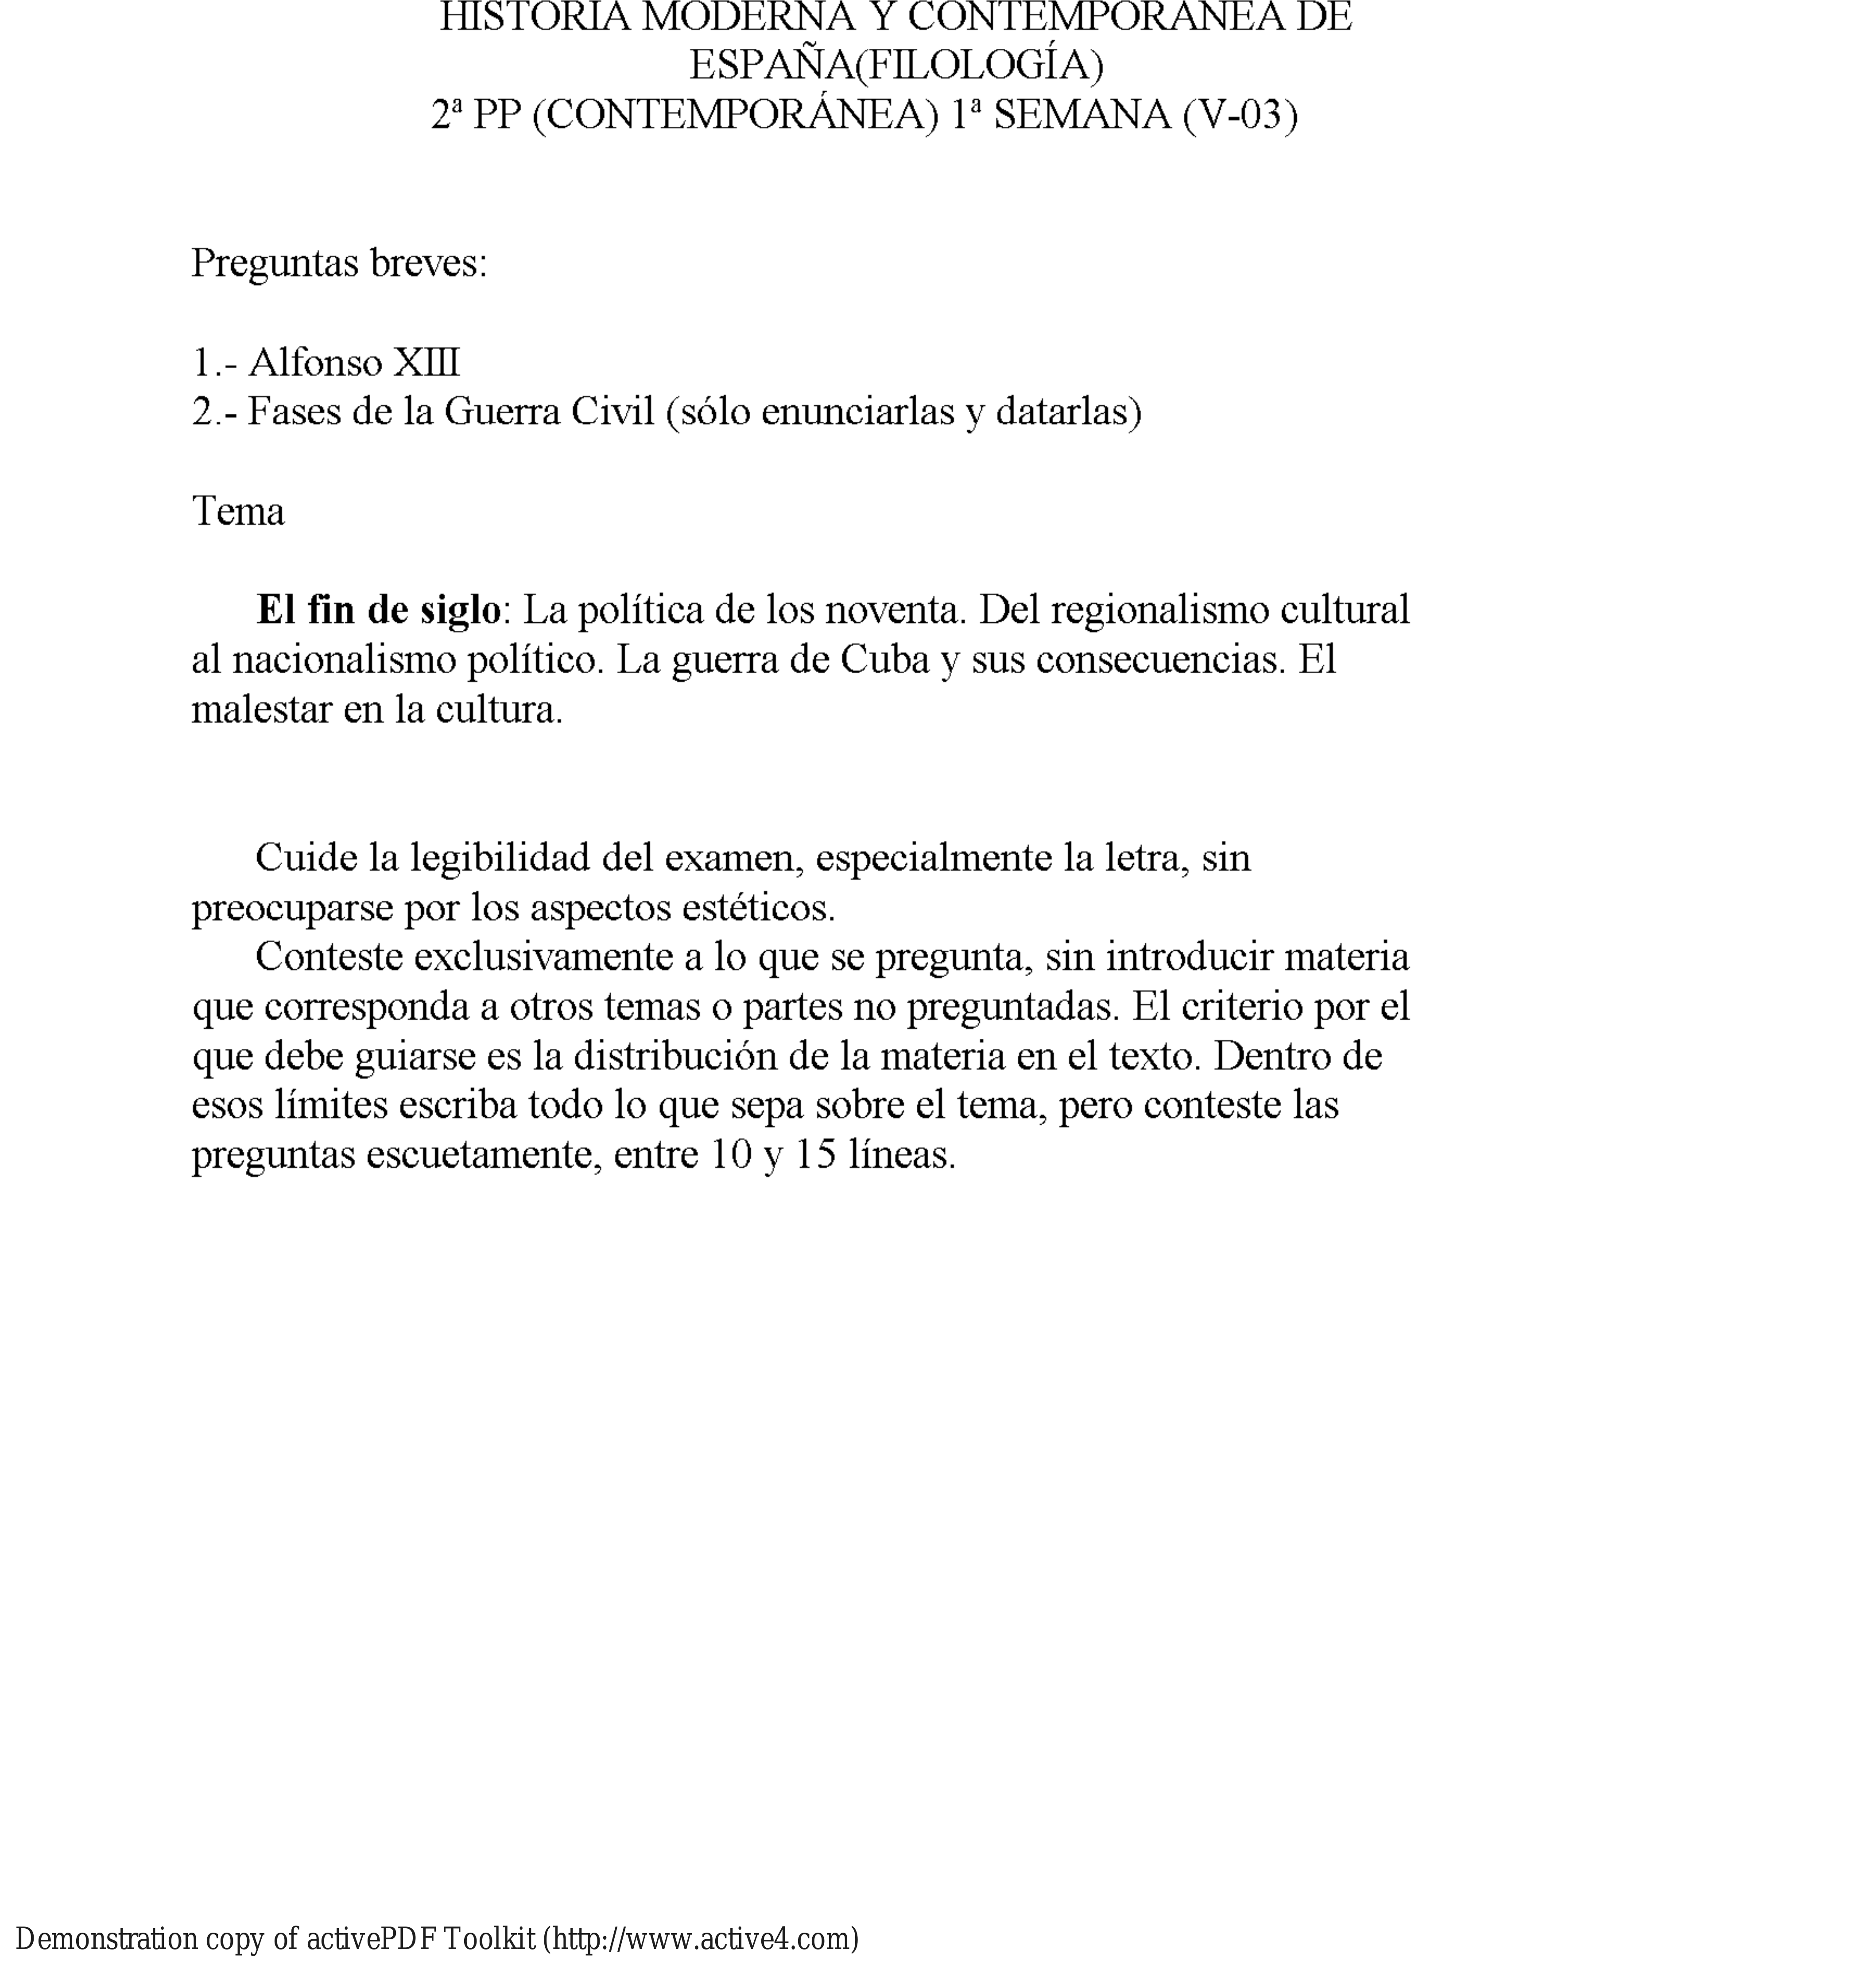 HISTORIA MODERNA Y CONTEMPORÁNEA DE
ESPAÑA(FILOLOGÍA)
2ª PP (CONTEMPORÁNEA) 1ª SEMANA (V-03)
Preguntas breves:
1.- Alfonso XIII
2.- Fases de la Guerra Civil (sólo enunciarlas y datarlas)
Tema
El fin de siglo: La política de los noventa. Del regionalismo cultural
al nacionalismo político. La guerra de Cuba y sus consecuencias. El
malestar en la cultura.
Cuide la legibilidad del examen, especialmente la letra, sin
preocuparse por los aspectos estéticos.
Conteste exclusivamente a lo que se pregunta, sin introducir materia
que corresponda a otros temas o partes no preguntadas. El criterio por el
que debe guiarse es la distribución de la materia en el texto. Dentro de
esos límites escriba todo lo que sepa sobre el tema, pero conteste las
preguntas escuetamente, entre 10 y 15 líneas.
Demonstration copy of activePDF Toolkit (http://www.active4.com)